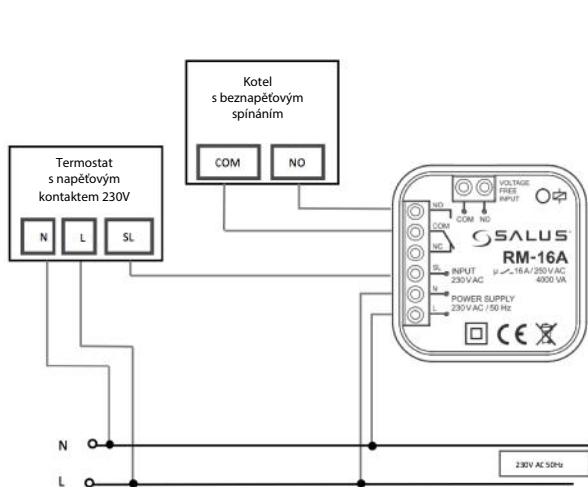 Kotel
s beznapěťovým
spínáním
COM
NO
Termostat
s napěťovým
kontaktem 230V
N
L
SL
VOLTAGE
FREE
INPUT
COM NO
NO
COM
NC
SALUS
RM-16A
µ 16A / 250 V AC
4000 VA
SL
INPUT
230 V AC
N
POWER SUPPLY
230 V AC / 50 Hz
L
CE
N
230V AC 50Hz
L